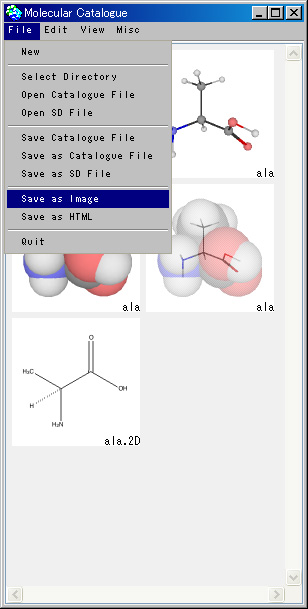 Molecular Catalogue
File Edit View Misc
New
Select Directory
Open Catalogue File
Open SD File
Save Catalogue File
Save as Catalogue File
Save as SD File
Save as Image
Save as HTML
Quit
ala
ala
ala
O
H₃C
OH
H
H₂N
ala.2D